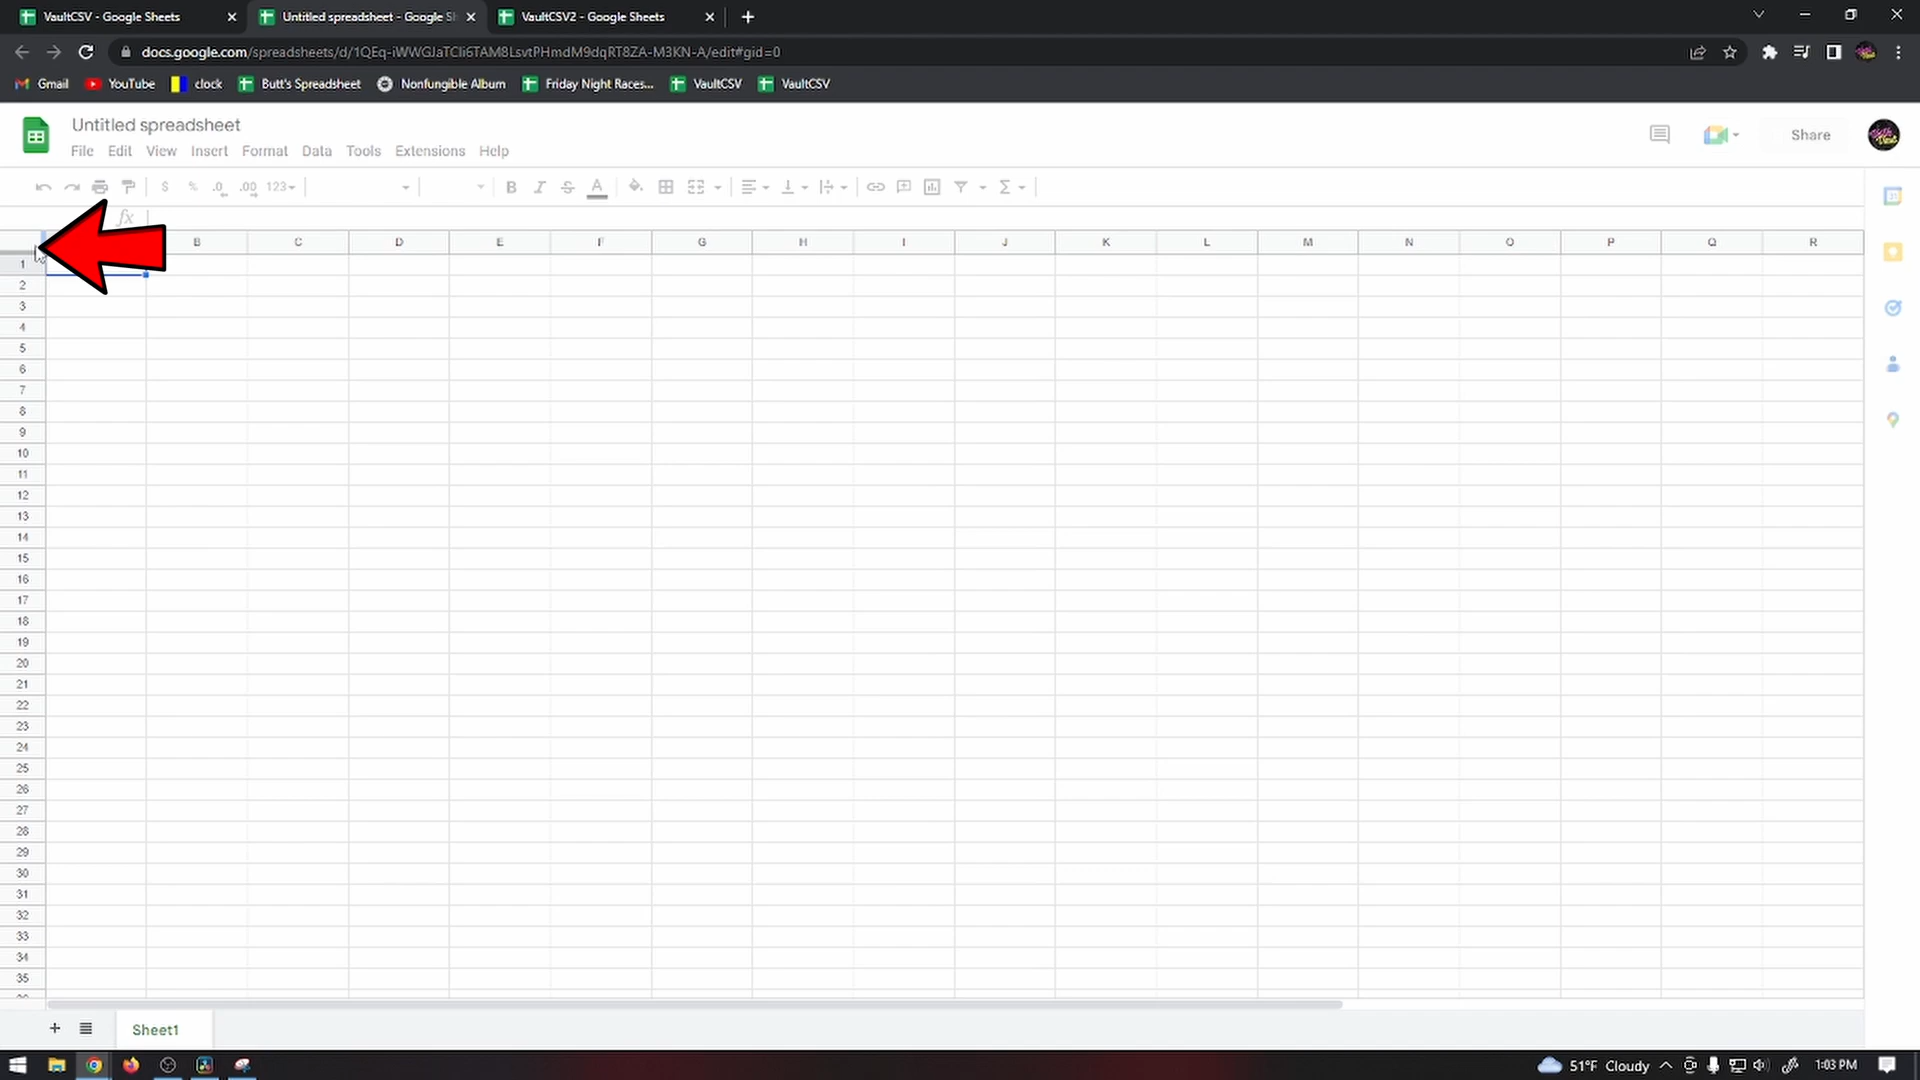 VaultCSV - Google Sheets
Untitled spreadsheet - Google Sh
VaultCSV2 - Google Sheets
docs.google.com/spreadsheets/d/1QEq-iWWGJaTCli6TAM8LsvtPHmdM9dqRT8ZA-M3KN-A/edit#gid=0
Gmail YouTube clock Butt's Spreadsheet Nonfungible Album Friday Night Races... VaultCSV VaultCSV
Untitled spreadsheet
File Edit View Insert Format Data Tools Extensions Help
Share
$ % .0 .00 123
B I S A
Σ
fx
B C D E F G H I J K L M N O P Q R
1
2
3
4
5
6
7
8
9
10
11
12
13
14
15
16
17
18
19
20
21
22
23
24
25
26
27
28
29
30
31
32
33
34
35
Sheet1
51°F Cloudy 1:03 PM